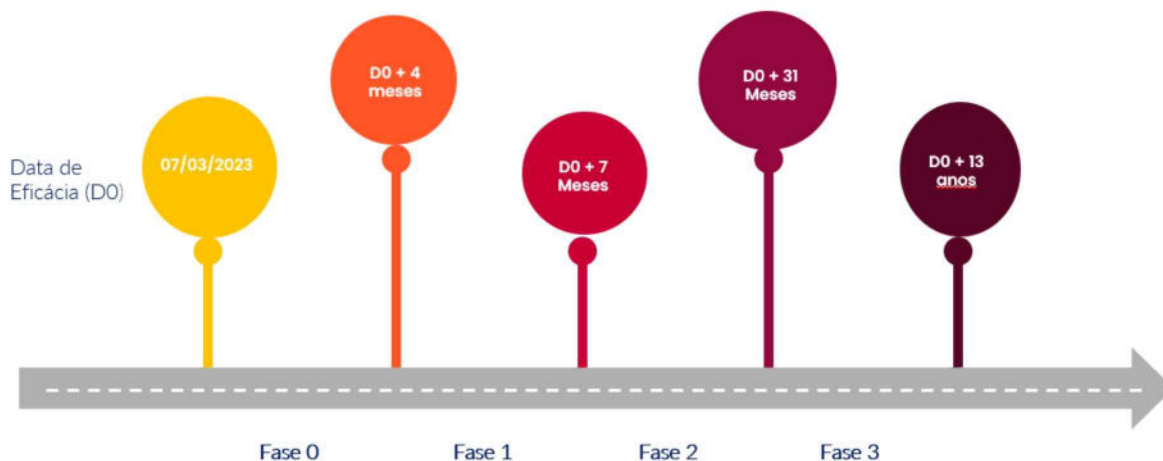 D0 + 4
meses
D0 + 31
Meses
Data de
Eficácia (D0)
07/03/2023
D0 + 7
Meses
D0 + 13
anos
Fase 0
Fase 1
Fase 2
Fase 3